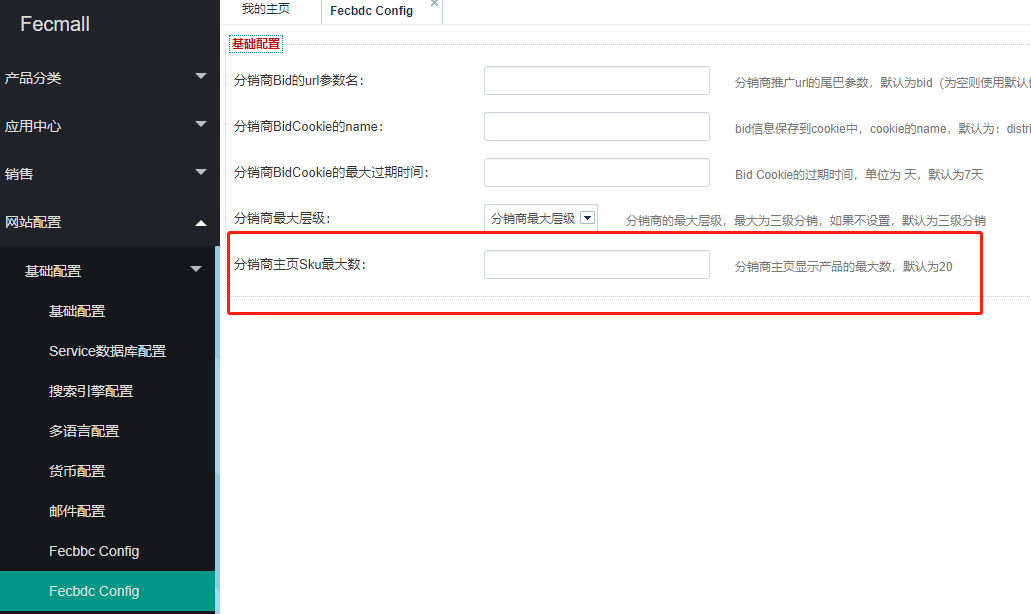 Fecmall
产品分类
应用中心
销售
网站配置
基础配置
基础配置
Service数据库配置
搜索引擎配置
多语言配置
货币配置
邮件配置
Fecbbc Config
Fecbdc Config
我的主页
Fecbdc Config
基础配置
分销商Bid的url参数名:
分销商推广url的尾巴参数，默认为bid（为空则使用默认
分销商BidCookie的name:
bid信息保存到cookie中，cookie的name，默认为：distri
分销商BidCookie的最大过期时间:
Bid Cookie的过期时间，单位为 天，默认为7天
分销商最大层级:
分销商最大层级
分销商的最大层级，最大为三级分销，如果不设置，默认为三级分销
分销商主页Sku最大数:
分销商主页显示产品的最大数，默认为20